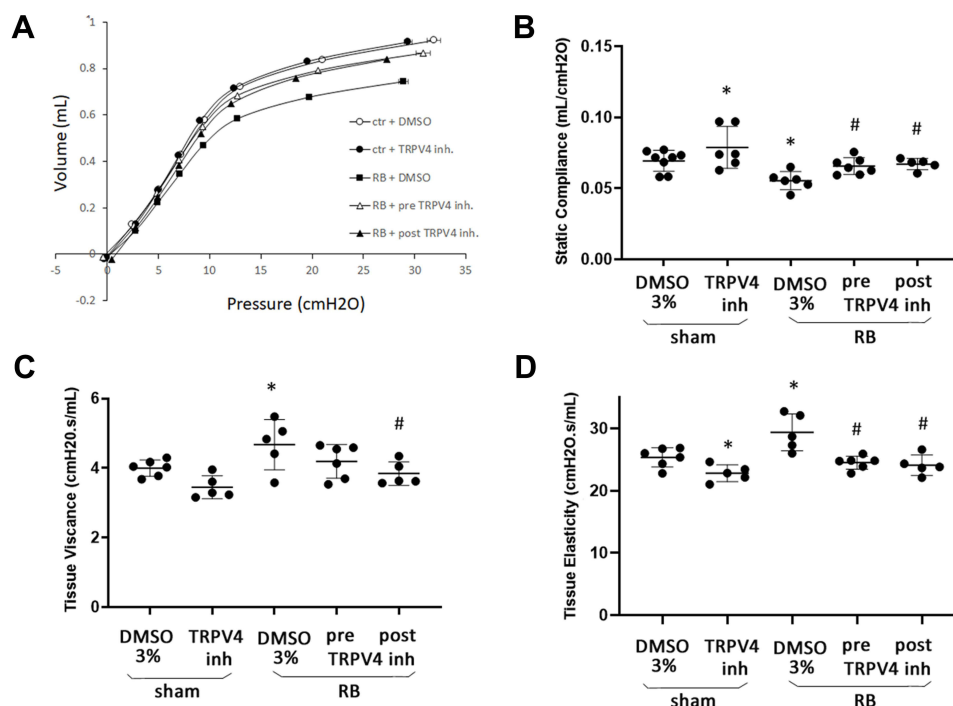 A
1
0.8
0.6
0.4
0.2
0
-0.2
-5
0
5
10
15
20
25
30
35
Volume (mL)
Pressure (cmH2O)
ctr + DMSO
ctr + TRPV4 inh.
RB + DMSO
RB + pre TRPV4 inh.
RB + post TRPV4 inh.
B
Static Compliance (mL/cmH2O)
0.15
0.10
0.05
0.00
*
*
#
#
DMSO TRPV4 DMSO pre post
3% inh 3% TRPV4 inh
sham RB
C
Tissue Viscance (cmH20.s/mL)
6
4
2
0
*
#
DMSO TRPV4 DMSO pre post
3% inh 3% TRPV4 inh
sham RB
D
Tissue Elasticity (cmH2O.s/mL)
30
20
10
0
*
*
#
#
DMSO TRPV4 DMSO pre post
3% inh 3% TRPV4 inh
sham RB